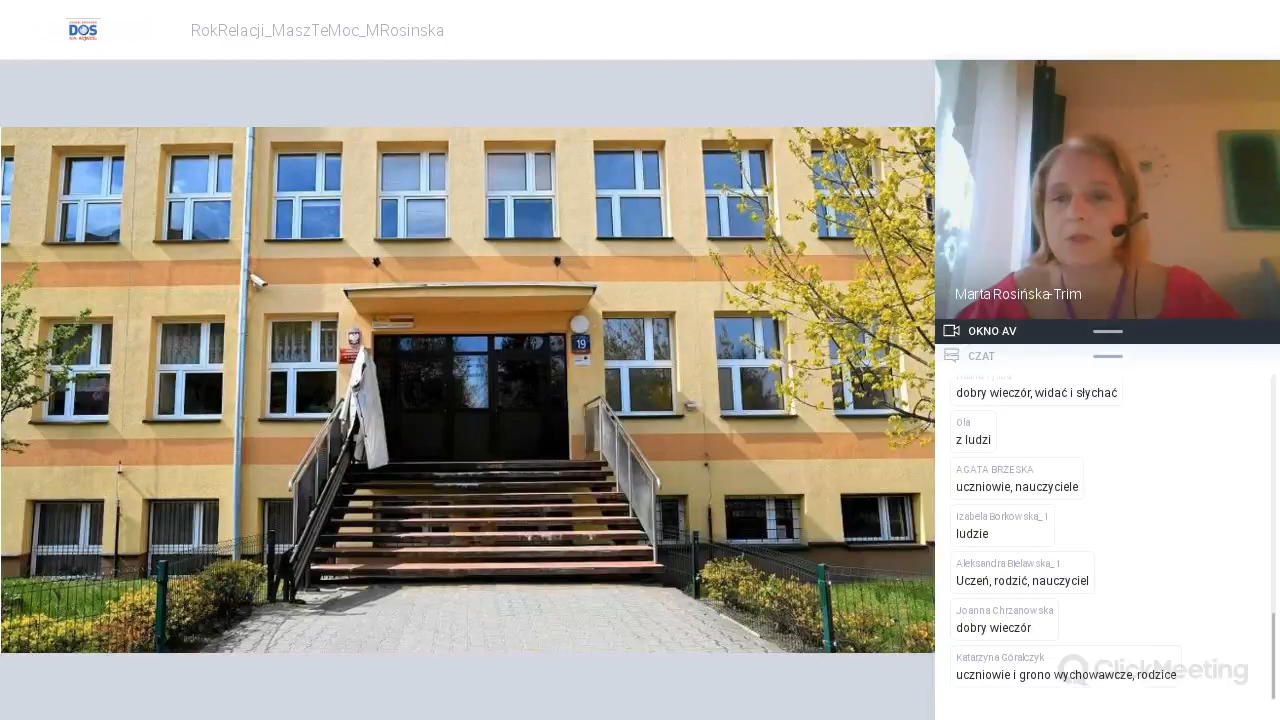 DOS
RokRelacji_MaszTeMoc_MRosinska
19
Marta Rosińska-Trim
OKNO AV
CZAT
dobry wieczór, widać i słychać
Ola
z ludzi
AGATA BRZESKA
uczniowie, nauczyciele
Izabela Borkowska_1
ludzie
Aleksandra Bielawska_1
Uczeń, rodzić, nauczyciel
Joanna Chrzanowska
dobry wieczór
Katarzyna Góralczyk
uczniowie i grono wychowawcze, rodzice
ClickMeeting